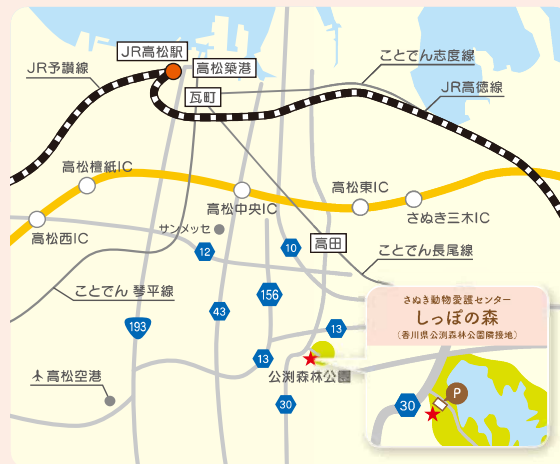 JR高松駅
高松築港
瓦町
JR予讃線
ことでん志度線
JR高徳線
高松檀紙IC
高松中央IC
高松東IC
さぬき三木IC
高松西IC
サンメッセ
高田
ことでん長尾線
12
10
ことでん 琴平線
156
43
193
13
13
公渕森林公園
高松空港
30
さぬき動物愛護センター
しっぽの森
(香川県公渕森林公園隣接地)
P
30